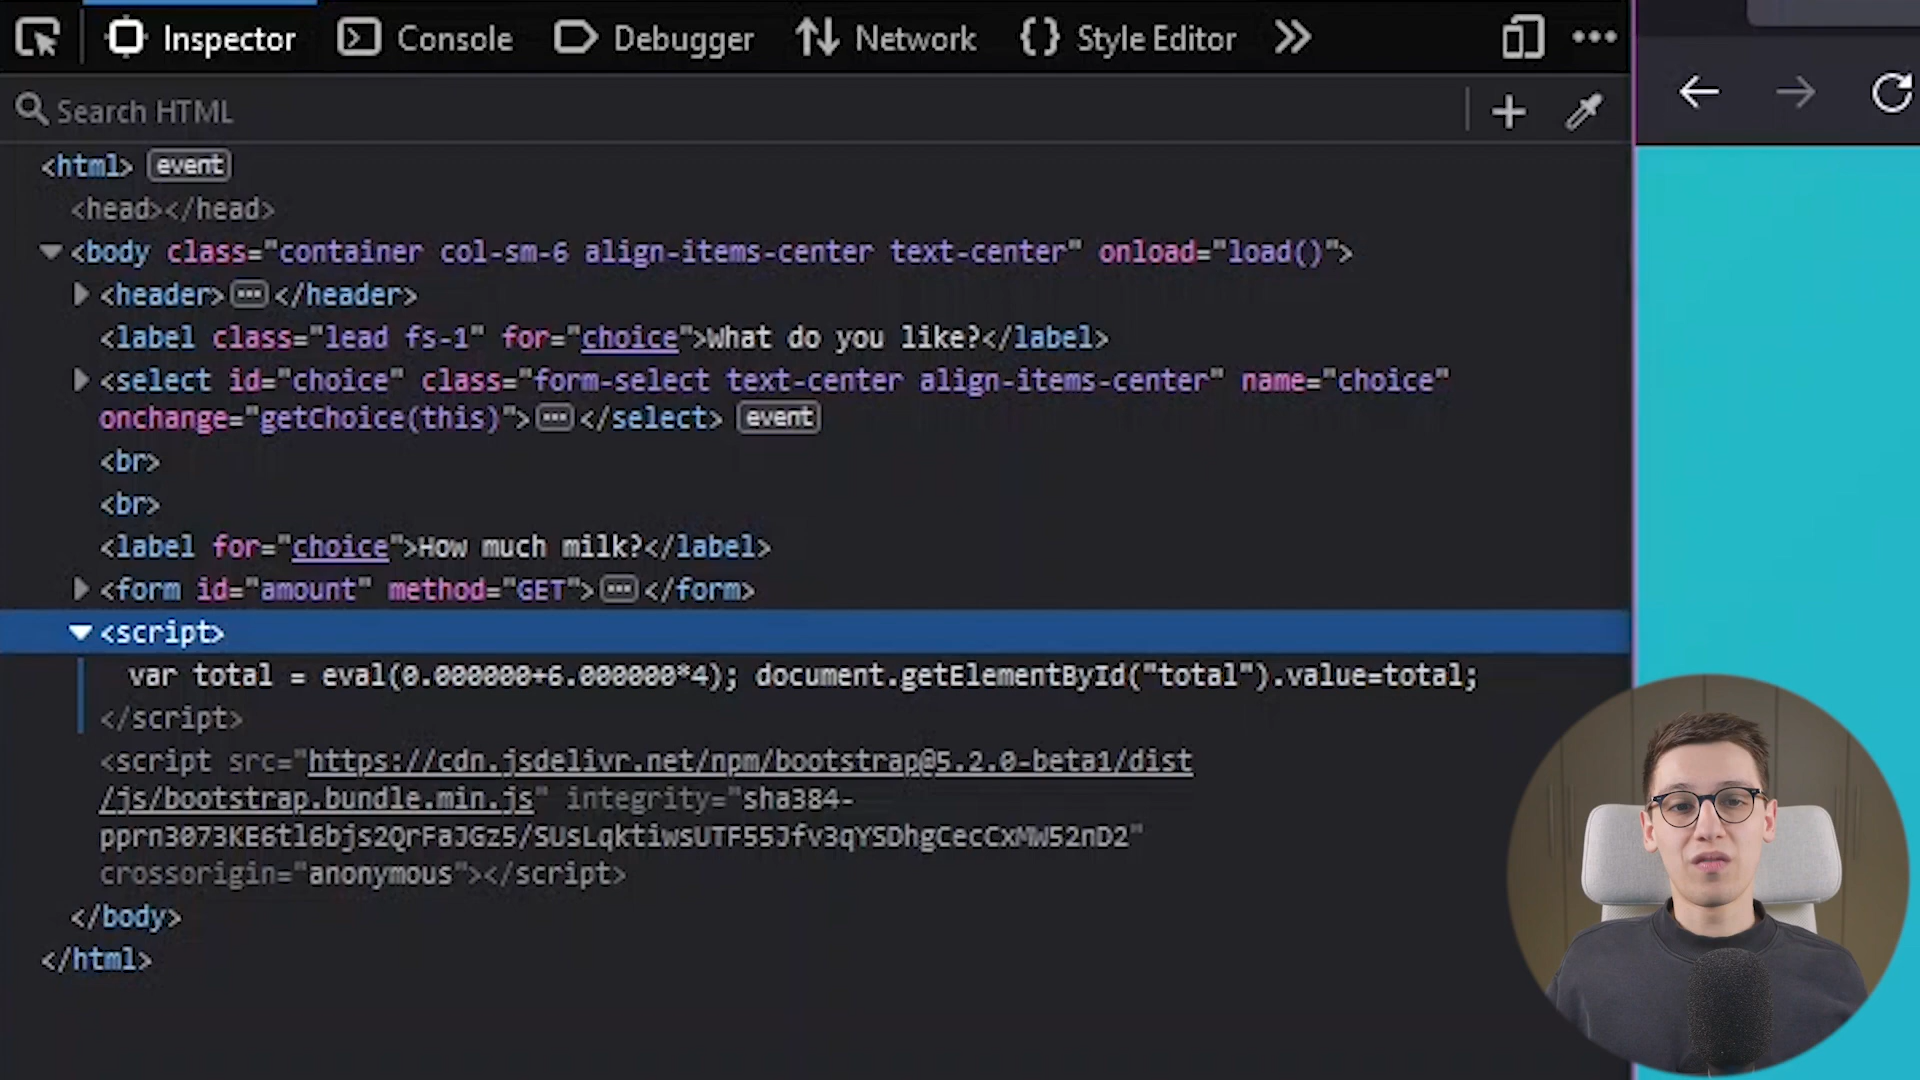 Inspector Console Debugger Network Style Editor
Search HTML
<html> event
<head></head>
<body class="container col-sm-6 align-items-center text-center" onload="load()">
<header>···</header>
<label class="lead fs-1" for="choice">What do you like?</label>
<select id="choice" class="form-select text-center align-items-center" name="choice"
onchange="getChoice(this)">···</select> event
<br>
<br>
<label for="choice">How much milk?</label>
<form id="amount" method="GET">···</form>
<script>
var total = eval(0.000000+6.000000*4); document.getElementById("total").value=total;
</script>
<script src="https://cdn.jsdelivr.net/npm/bootstrap@5.2.0-beta1/dist
/js/bootstrap.bundle.min.js" integrity="sha384-
pprn3073KE6tl6bjs2QrFaJGz5/SUsLqktiwsUTF55Jfv3qYSDhgCecCxMW52nD2"
crossorigin="anonymous"></script>
</body>
</html>